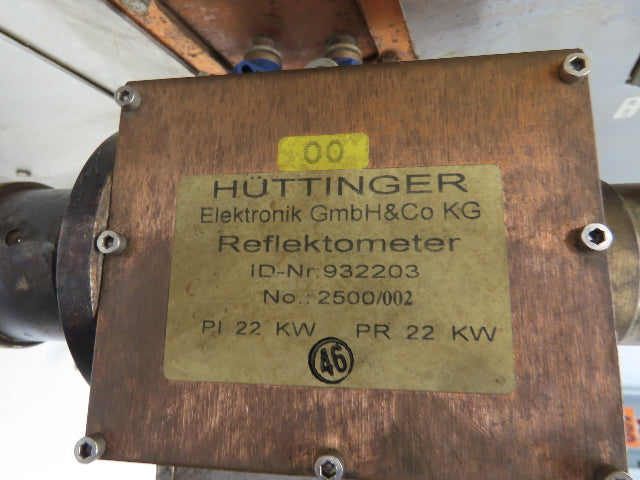 00
HÜTTINGER
Elektronik GmbH&Co KG
Reflektometer
ID-Nr:932203
No.: 2500/002
PI 22 KW PR 22 KW
46